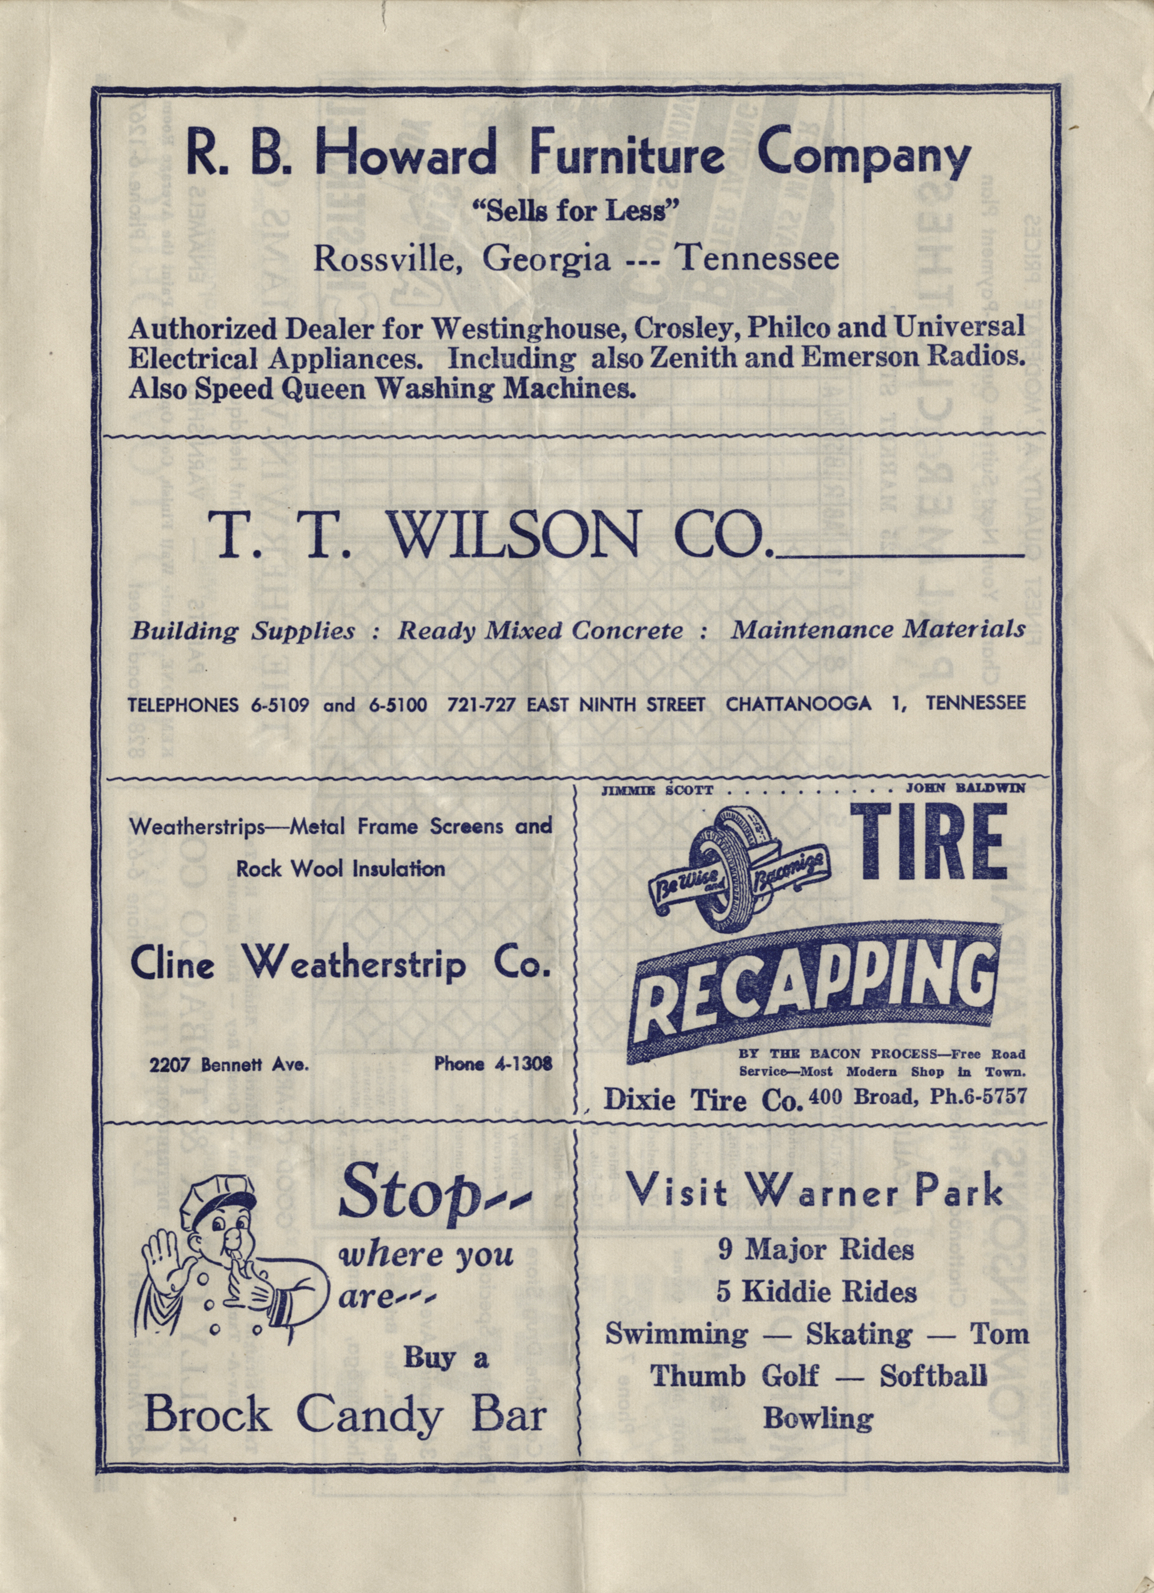 R. B. Howard Furniture Company
"Sells for Less"
Rossville, Georgia --- Tennessee
Authorized Dealer for Westinghouse, Crosley, Philco and Universal
Electrical Appliances. Including also Zenith and Emerson Radios.
Also Speed Queen Washing Machines.
T. T. WILSON CO.
Building Supplies : Ready Mixed Concrete : Maintenance Materials
TELEPHONES 6-5109 and 6-5100 721-727 EAST NINTH STREET CHATTANOOGA 1, TENNESSEE
Weatherstrips—Metal Frame Screens and
Rock Wool Insulation
Cline Weatherstrip Co.
2207 Bennett Ave. Phone 4-1308
JIMMIE SCOTT . . . . . . . . . . JOHN BALDWIN
TIRE
Be Wise and Baconize
RECAPPING
BY THE BACON PROCESS—Free Road
Service—Most Modern Shop in Town.
Dixie Tire Co. 400 Broad, Ph.6-5757
Stop--
where you
are---
Buy a
Brock Candy Bar
Visit Warner Park
9 Major Rides
5 Kiddie Rides
Swimming — Skating — Tom
Thumb Golf — Softball
Bowling